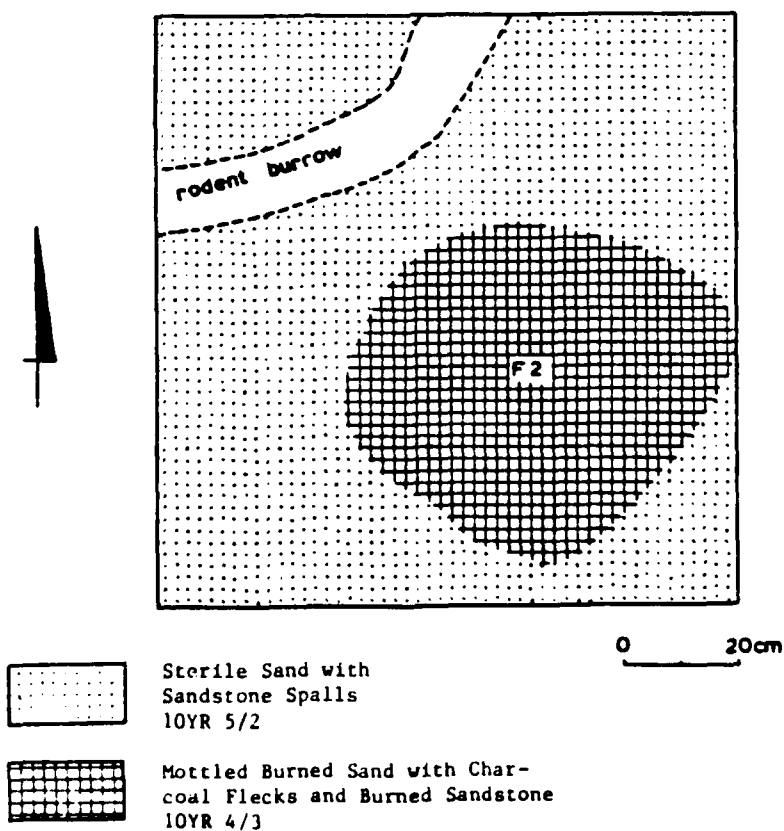 rodent burrow
F 2
0 20cm
Sterile Sand with
Sandstone Spalls
10YR 5/2
Mottled Burned Sand with Char-
coal Flecks and Burned Sandstone
10YR 4/3